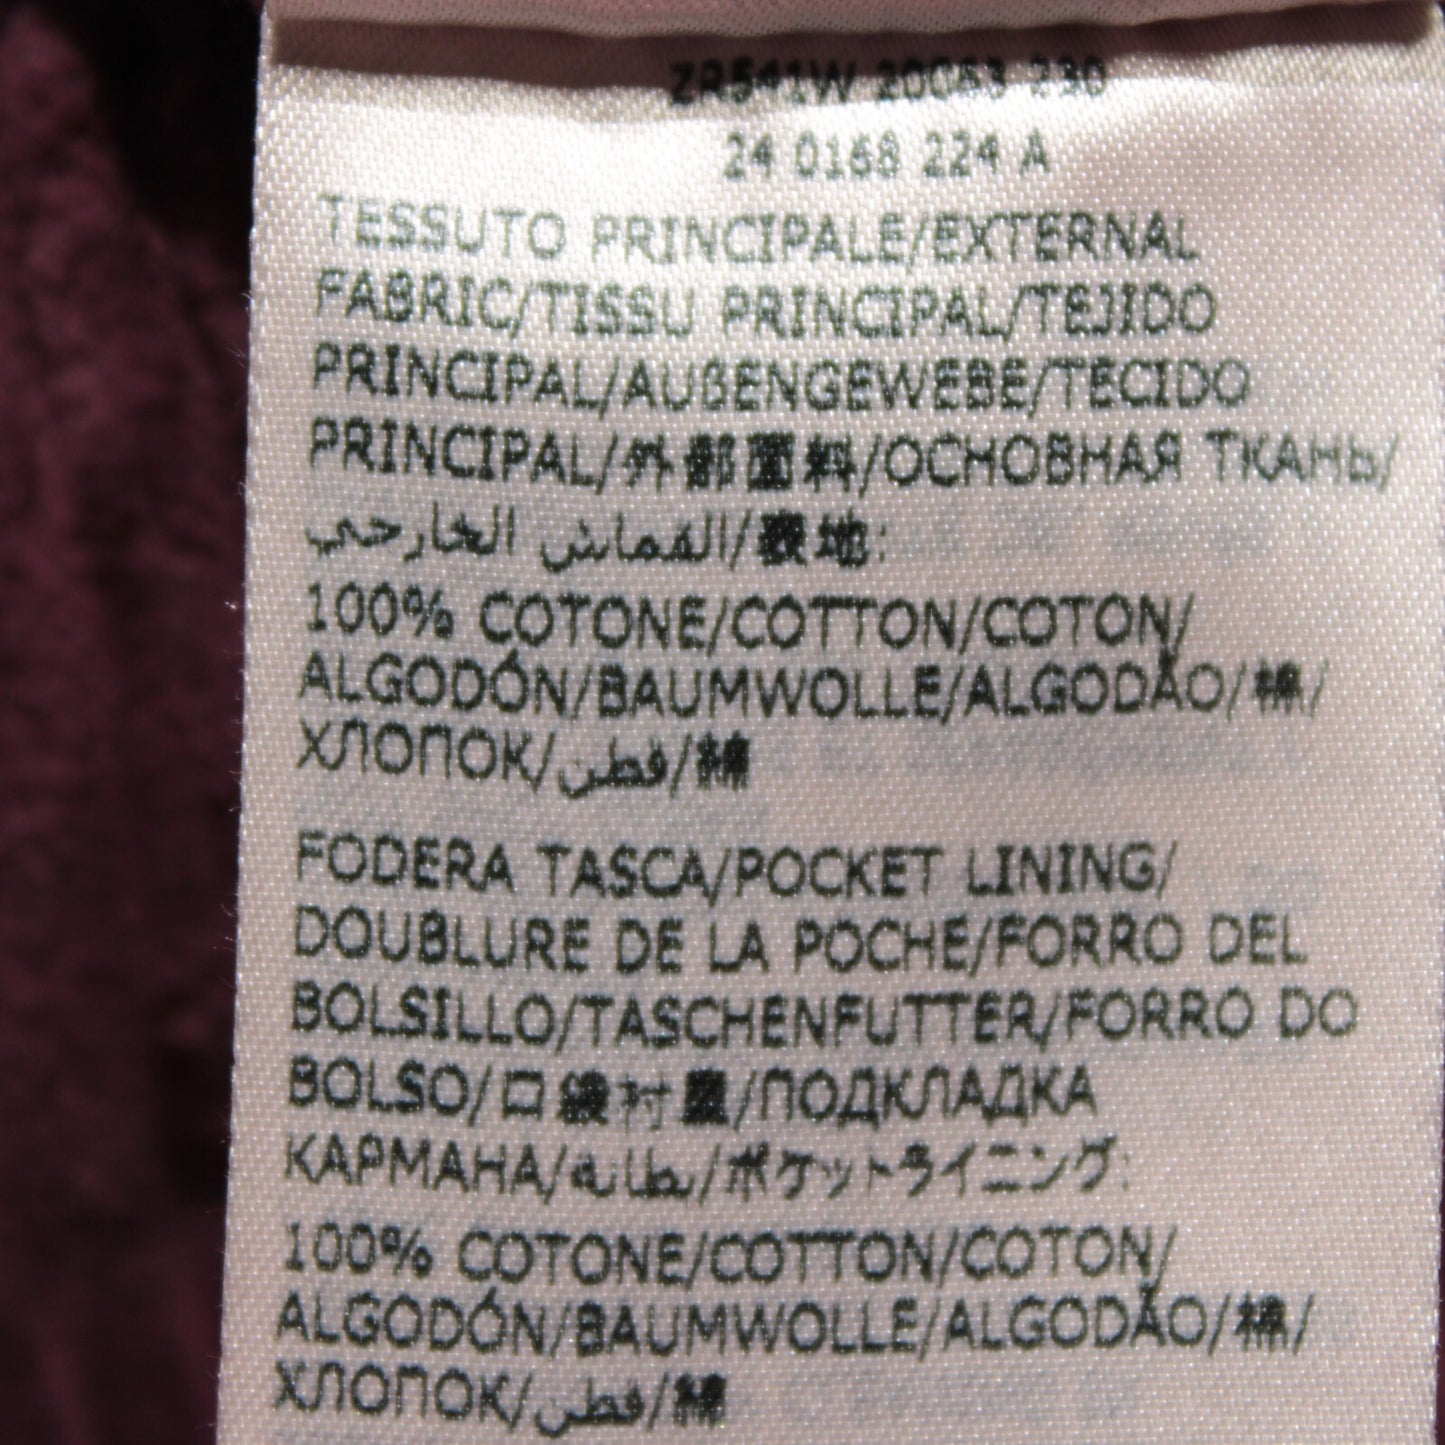 ZR541W 20063 230
24 0168 224 A
TESSUTO PRINCIPALE/EXTERNAL
FABRIC/TISSU PRINCIPAL/TEJIDO
PRINCIPAL/AUßENGEWEBE/TECIDO
PRINCIPAL/外部面料/ОСНОВНАЯ ТКАНЬ/
القماش الخارجي/表地:
100% COTONE/COTTON/COTON/
ALGODÓN/BAUMWOLLE/ALGODÃO/棉/
ХЛОПОК/قطن/綿
FODERA TASCA/POCKET LINING/
DOUBLURE DE LA POCHE/FORRO DEL
BOLSILLO/TASCHENFUTTER/FORRO DO
BOLSO/口袋衬里/ПОДКЛАДКА
КАРМАНА/بطانه/ポケットライニング:
100% COTONE/COTTON/COTON/
ALGODÓN/BAUMWOLLE/ALGODÃO/棉/
ХЛОПОК/قطن/綿